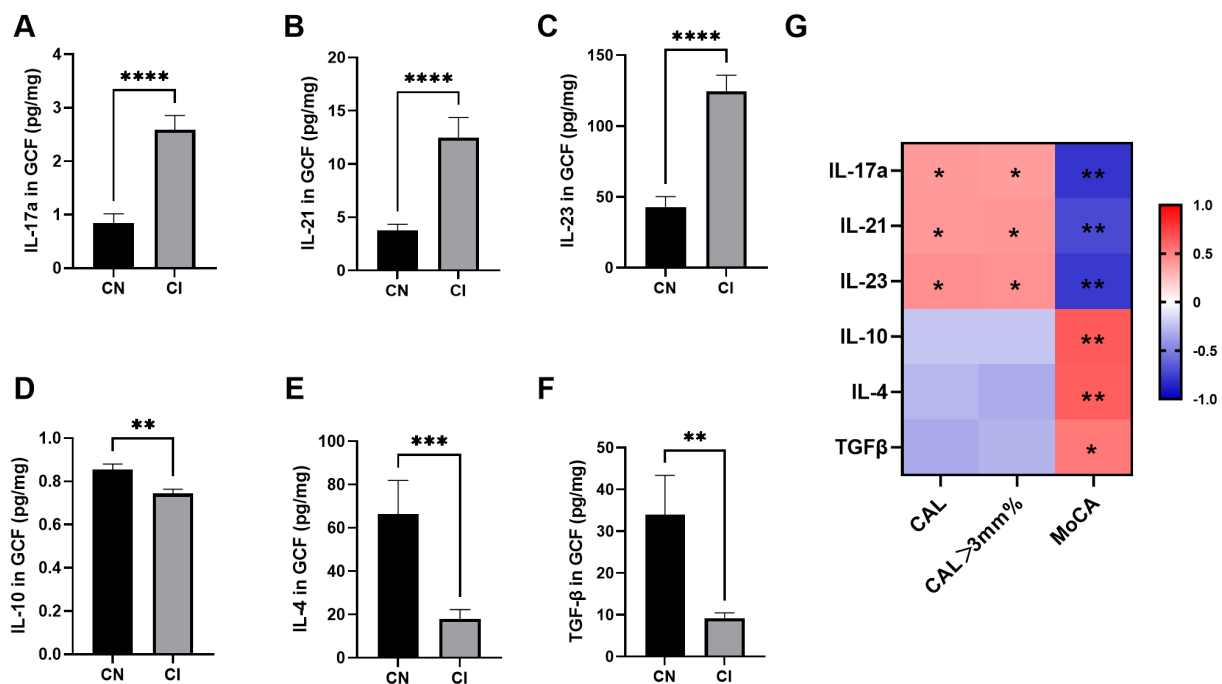 A
IL-17a in GCF (pg/mg)
4
3
2
1
0
****
CN
CI
B
IL-21 in GCF (pg/mg)
20
15
10
5
0
****
CN
CI
C
IL-23 in GCF (pg/mg)
150
100
50
0
****
CN
CI
D
IL-10 in GCF (pg/mg)
1.0
0.8
0.6
0.4
0.2
0.0
**
CN
CI
E
IL-4 in GCF (pg/mg)
100
80
60
40
20
0
***
CN
CI
F
TGF-β in GCF (pg/mg)
50
40
30
20
10
0
**
CN
CI
G
IL-17a
* * **
IL-21
* * **
IL-23
* * **
IL-10
**
IL-4
**
TGFβ
*
CAL
CAL>3mm%
MoCA
1.0
0.5
0
-0.5
-1.0